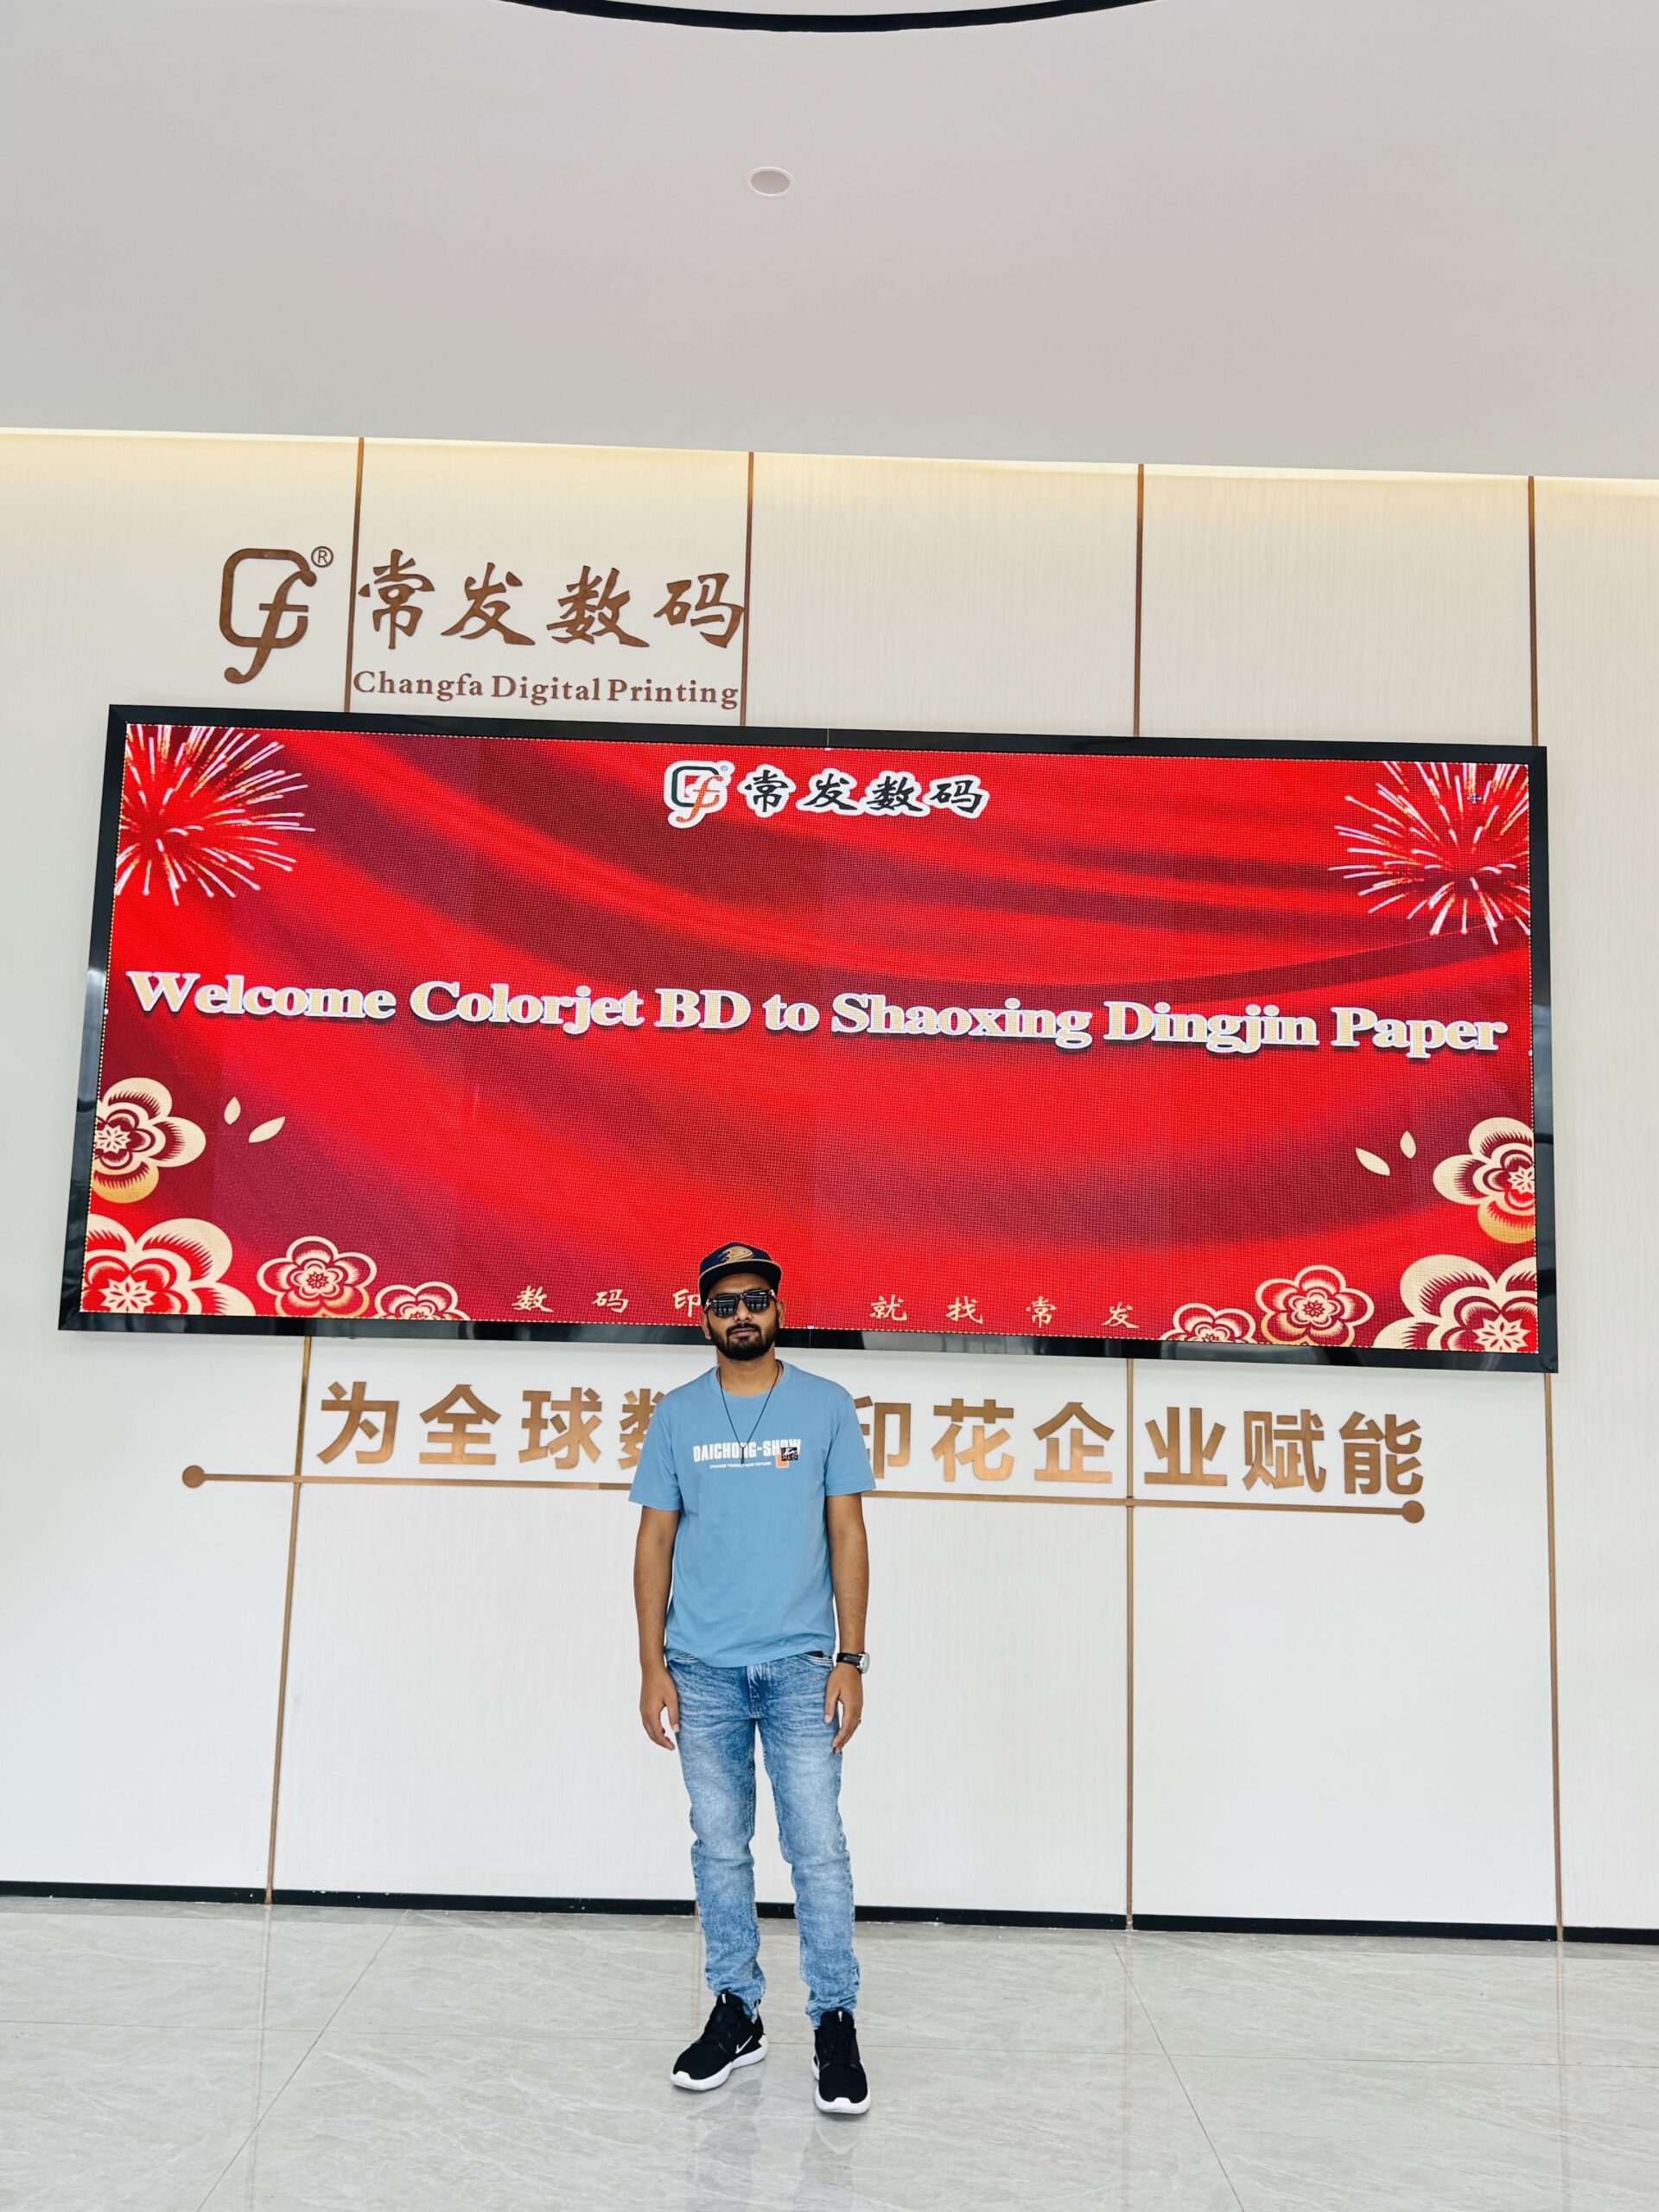 常发数码
Changfa Digital Printing
常发数码
Welcome Colorjet BD to Shaoxing Dingjin Paper
数码印 就找常发
为全球数 印花企业赋能
DAICHONG-SHOW